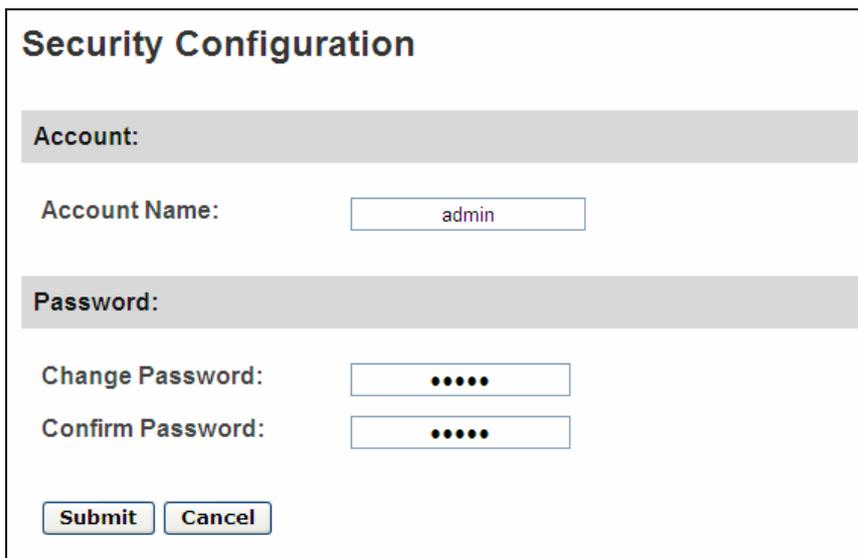 Security Configuration
Account:
Account Name: admin
Password:
Change Password: •••••
Confirm Password: •••••
Submit Cancel